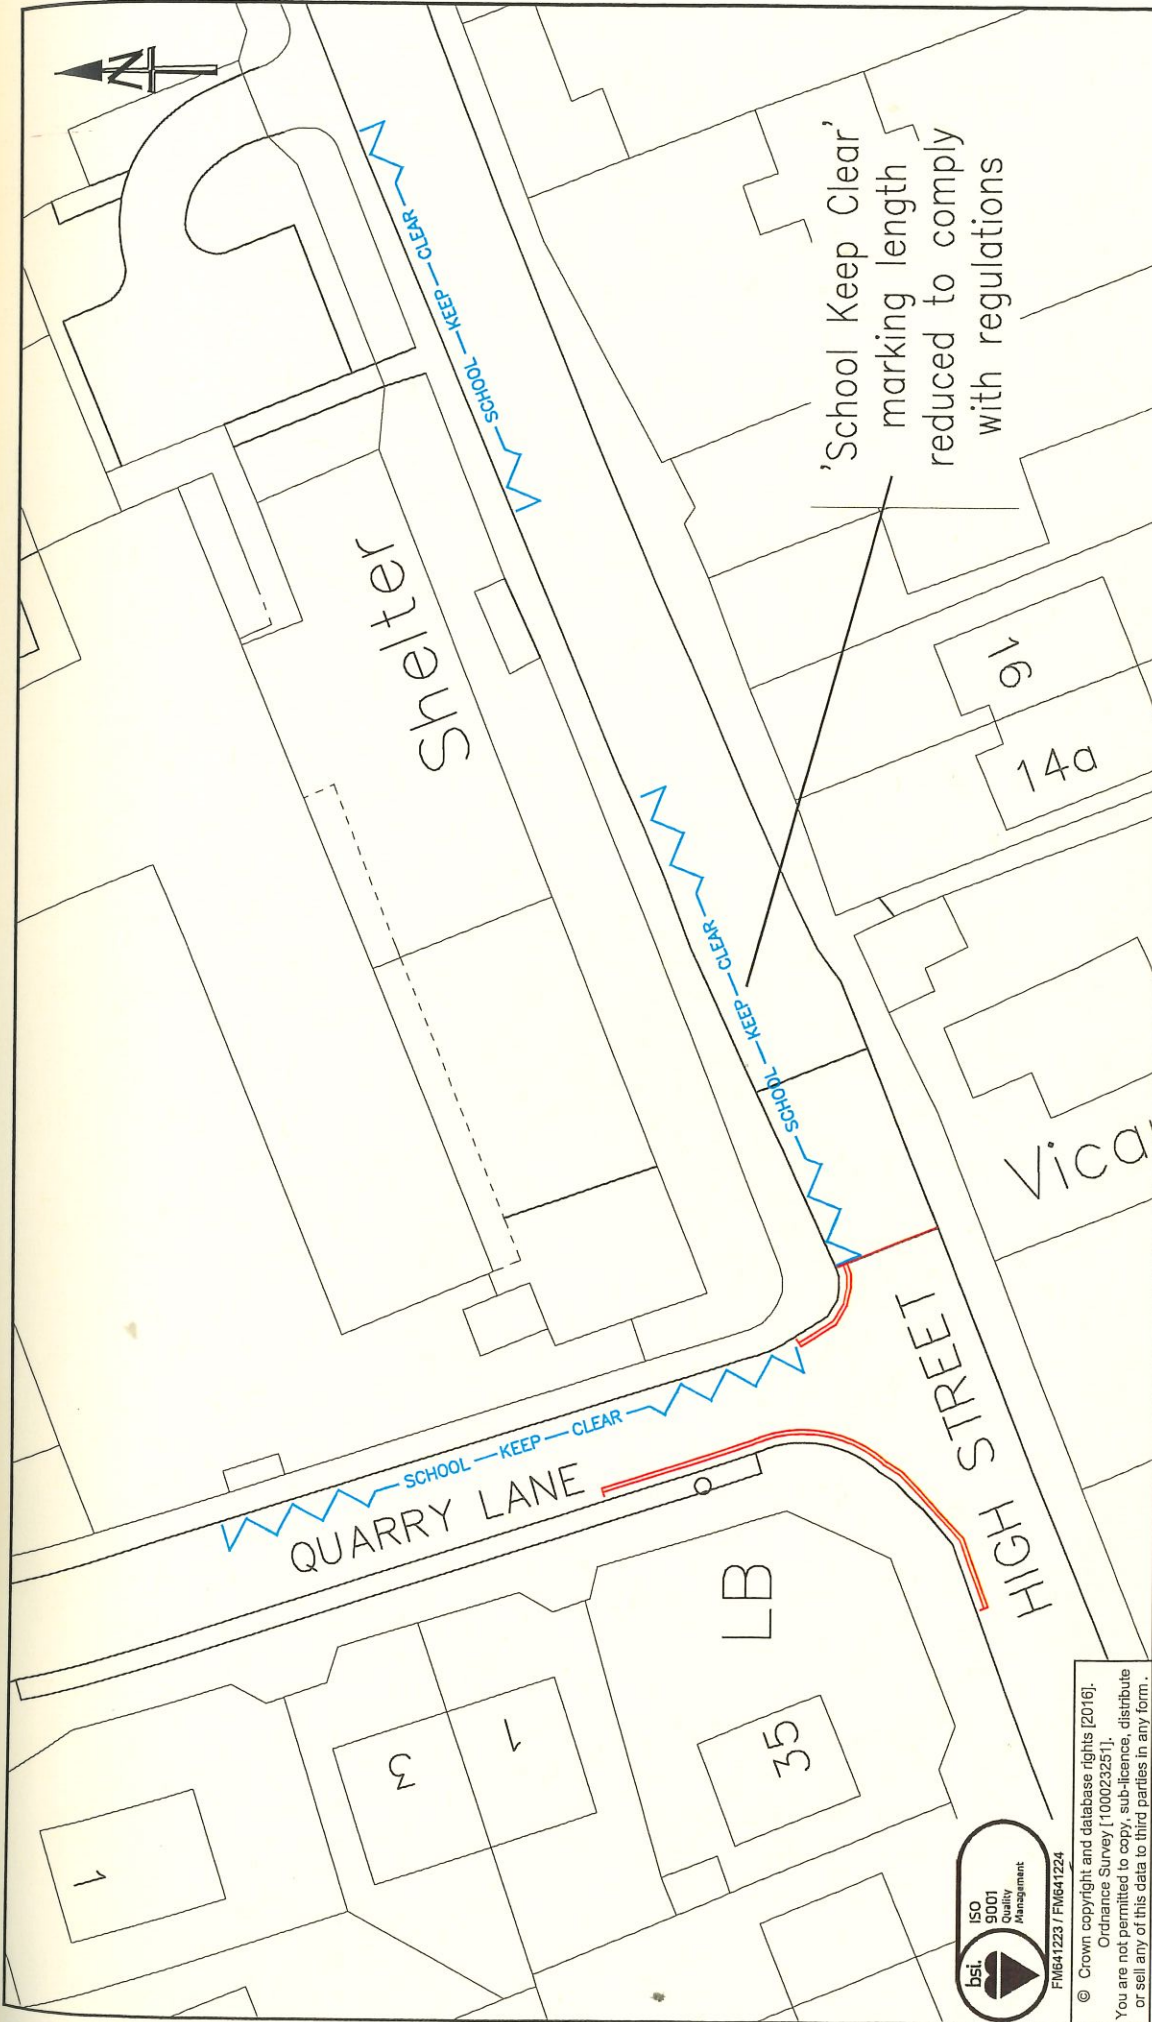 N
SCHOOL KEEP CLEAR
Shelter
'School Keep Clear'
marking length
reduced to comply
with regulations
16
14a
SCHOOL KEEP CLEAR
SCHOOL KEEP CLEAR
QUARRY LANE
HIGH STREET
Vica
LB
1
3
1
35
bsi.
ISO
9001
Quality
Management
FM641223 / FM641224
© Crown copyright and database rights [2016].
Ordnance Survey [100023251].
You are not permitted to copy, sub-licence, distribute
or sell any of this data to third parties in any form.